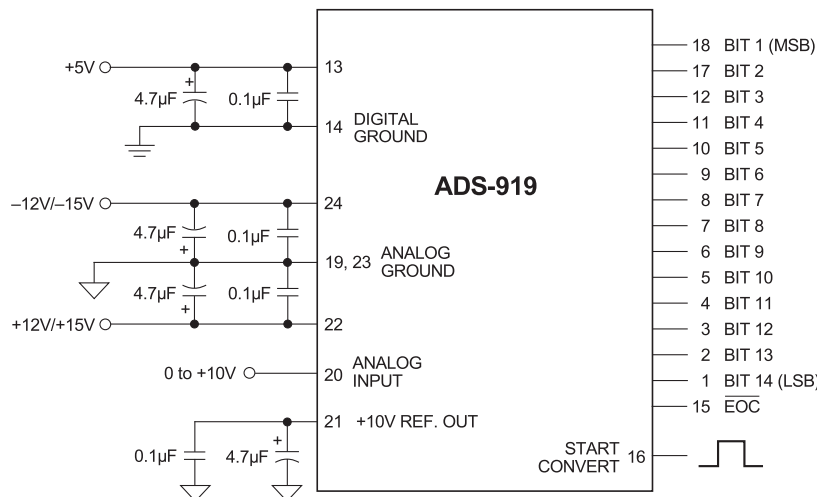 +5V
4.7µF
+
0.1µF
13
14 DIGITAL
GROUND
–12V/–15V
24
4.7µF
+
0.1µF
19, 23 ANALOG
GROUND
4.7µF
+
0.1µF
+12V/+15V
22
0 to +10V
20 ANALOG
INPUT
21 +10V REF. OUT
0.1µF
4.7µF
+
ADS-919
18 BIT 1 (MSB)
17 BIT 2
12 BIT 3
11 BIT 4
10 BIT 5
9 BIT 6
8 BIT 7
7 BIT 8
6 BIT 9
5 BIT 10
4 BIT 11
3 BIT 12
2 BIT 13
1 BIT 14 (LSB)
15 EOC
START
CONVERT 16